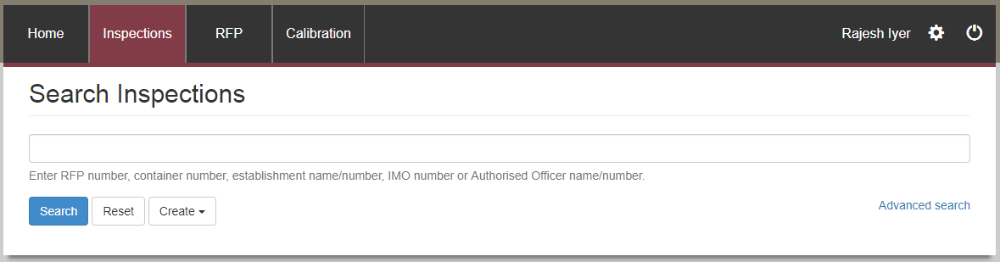 Home Inspections RFP Calibration Rajesh Iyer
Search Inspections
Enter RFP number, container number, establishment name/number, IMO number or Authorised Officer name/number.
Search Reset Create Advanced search